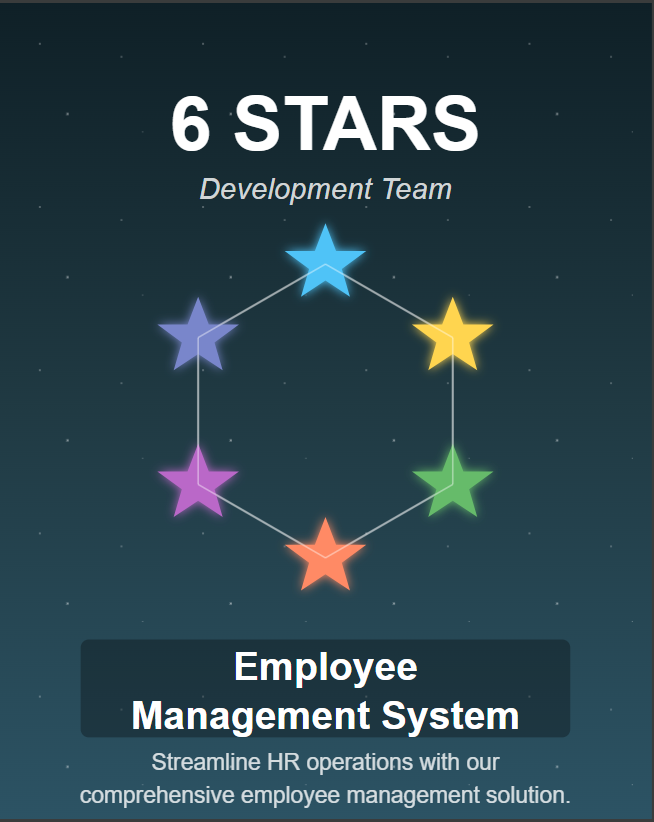 6 STARS
Development Team
Employee
Management System
Streamline HR operations with our
comprehensive employee management solution.